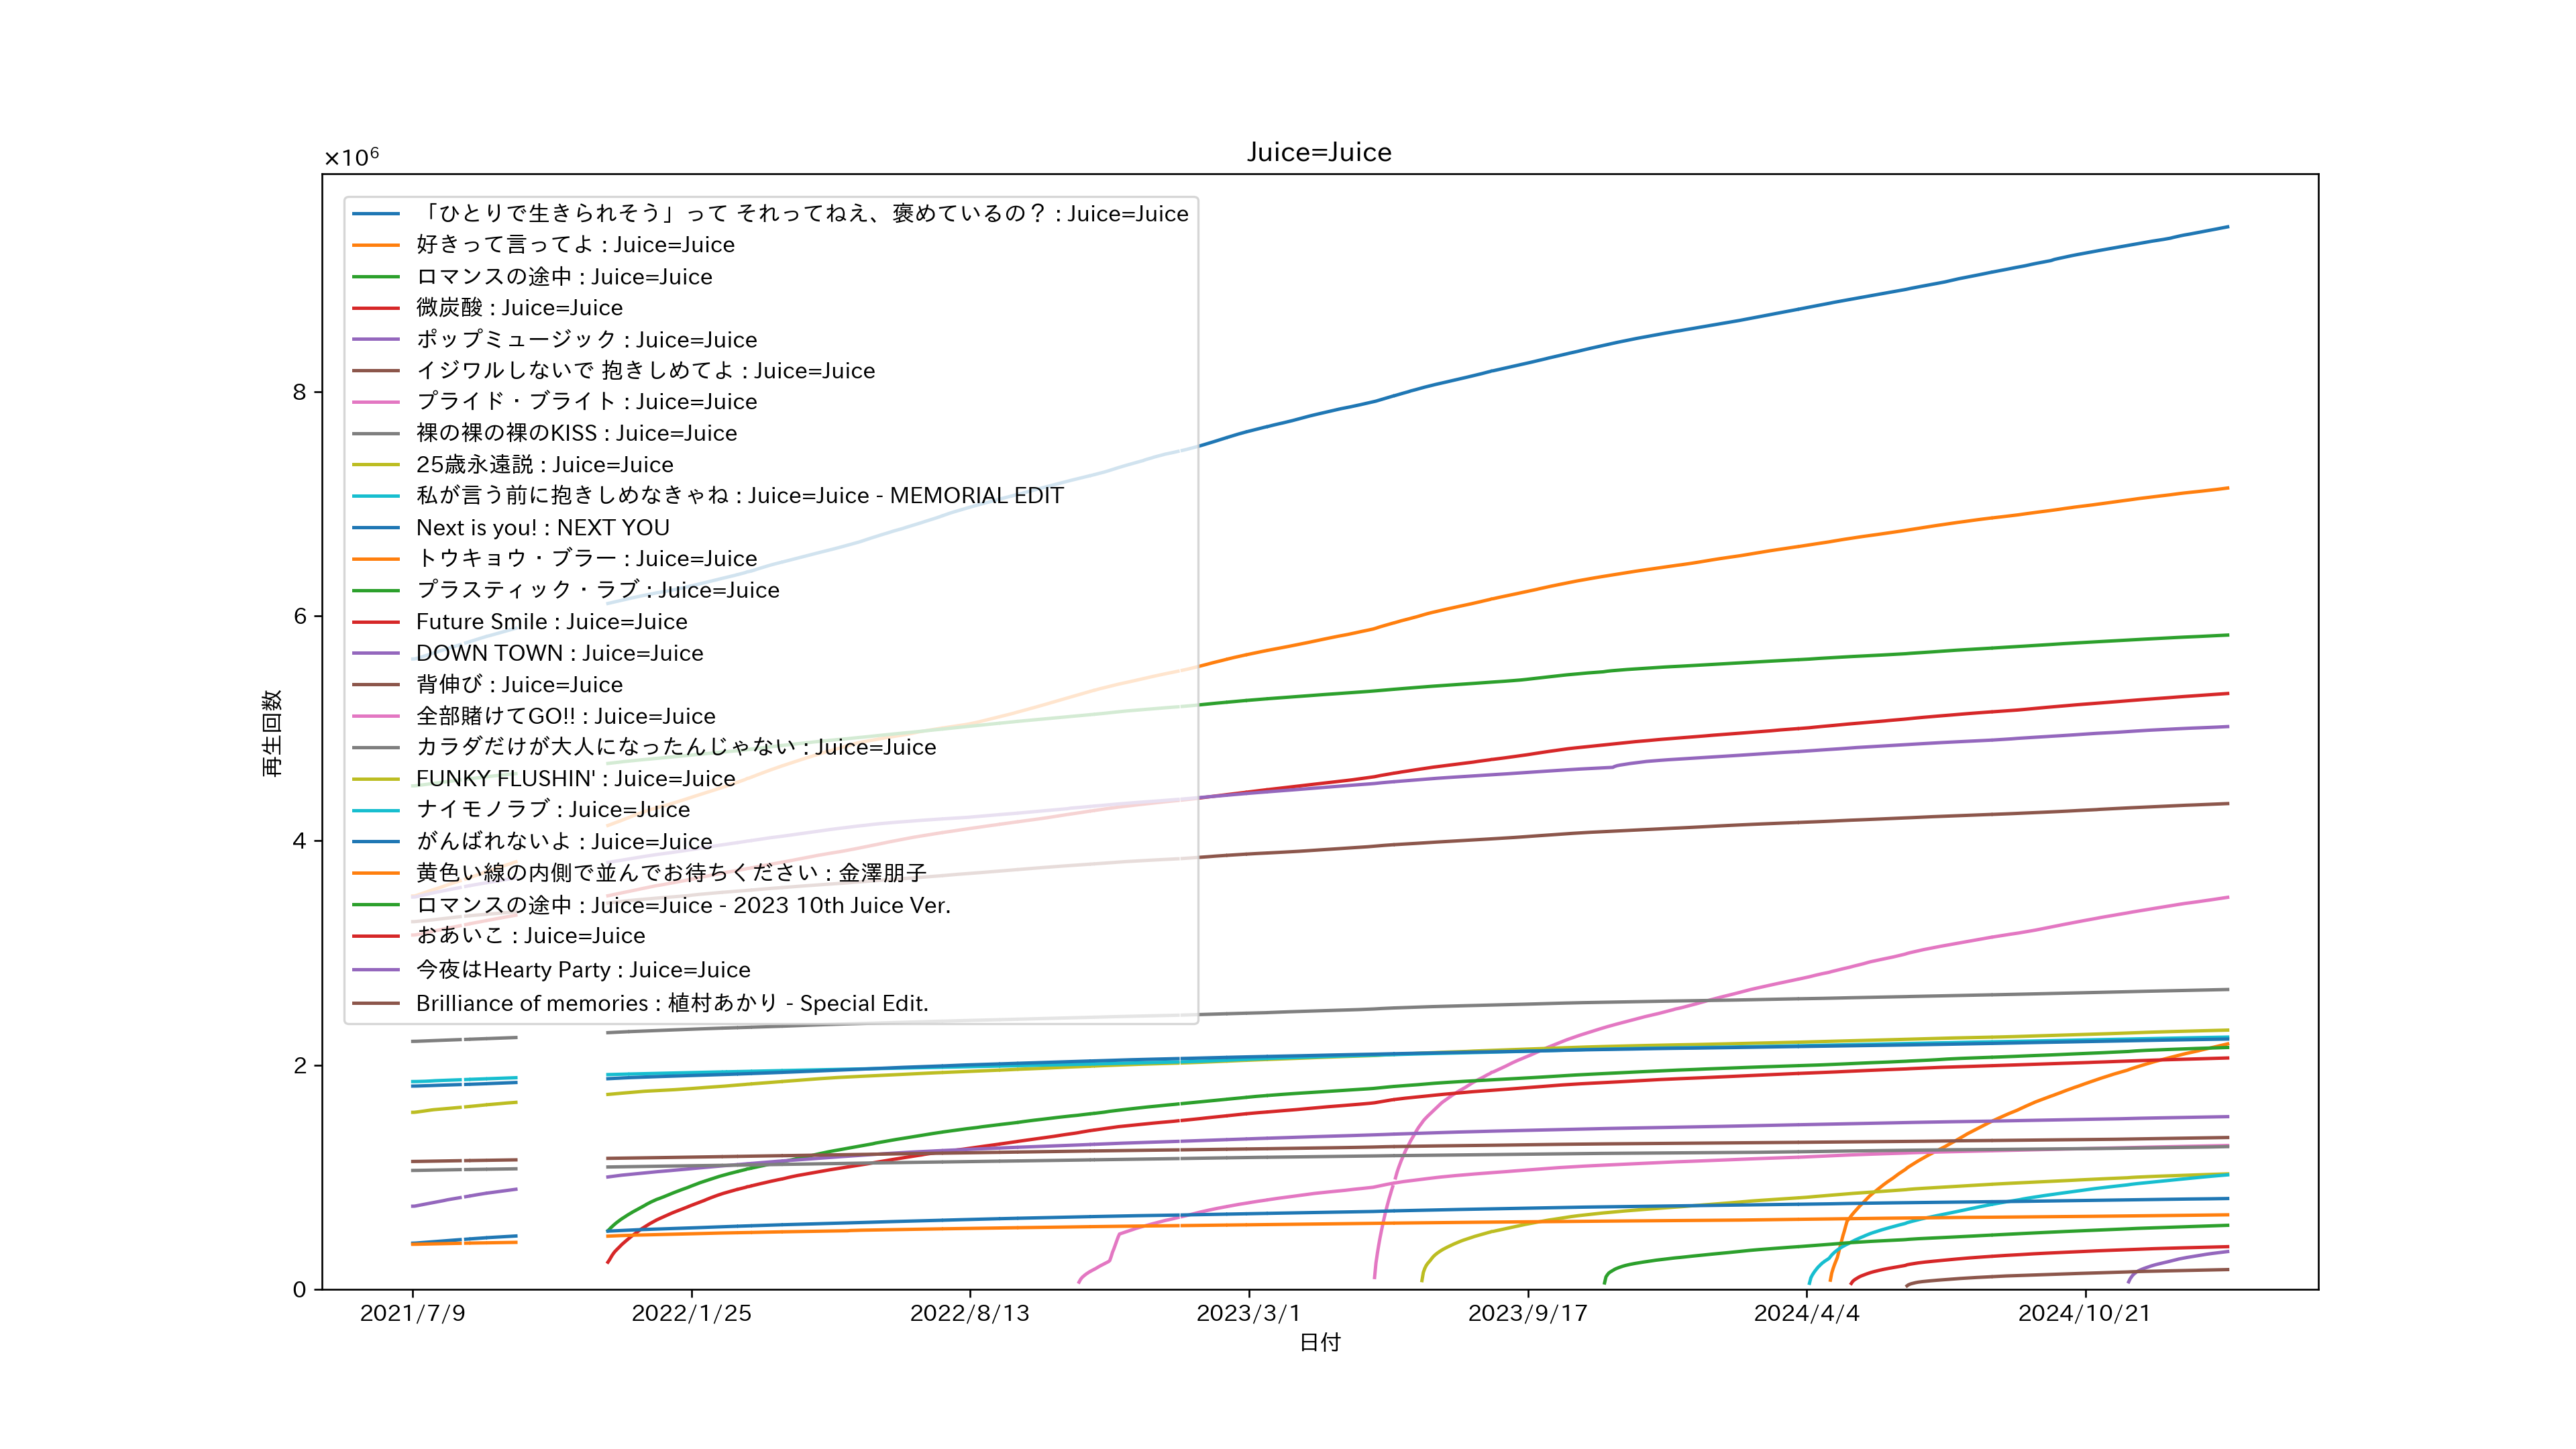 Juice=Juice
×10⁶
「ひとりで生きられそう」って それってねえ、褒めているの？ : Juice=Juice
好きって言ってよ : Juice=Juice
ロマンスの途中 : Juice=Juice
微炭酸 : Juice=Juice
ポップミュージック : Juice=Juice
イジワルしないで 抱きしめてよ : Juice=Juice
プライド・ブライト : Juice=Juice
裸の裸の裸のKISS : Juice=Juice
25歳永遠説 : Juice=Juice
私が言う前に抱きしめなきゃね : Juice=Juice - MEMORIAL EDIT
Next is you! : NEXT YOU
トウキョウ・ブラー : Juice=Juice
プラスティック・ラブ : Juice=Juice
Future Smile : Juice=Juice
DOWN TOWN : Juice=Juice
背伸び : Juice=Juice
全部賭けてGO!! : Juice=Juice
カラダだけが大人になったんじゃない : Juice=Juice
FUNKY FLUSHIN' : Juice=Juice
ナイモノラブ : Juice=Juice
がんばれないよ : Juice=Juice
黄色い線の内側で並んでお待ちください : 金澤朋子
ロマンスの途中 : Juice=Juice - 2023 10th Juice Ver.
おあいこ : Juice=Juice
今夜はHearty Party : Juice=Juice
Brilliance of memories : 植村あかり - Special Edit.
8
6
4
2
0
再生回数
2021/7/9
2022/1/25
2022/8/13
2023/3/1
2023/9/17
2024/4/4
2024/10/21
日付